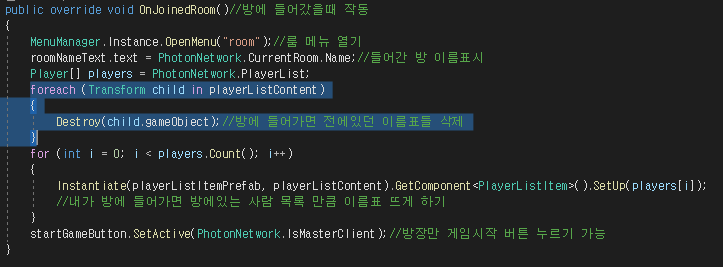 public override void OnJoinedRoom()//방에 들어갔을때 작동
{
MenuManager.Instance.OpenMenu("room");//룸 메뉴 열기
roomNameText.text = PhotonNetwork.CurrentRoom.Name;//들어간 방 이름표시
Player[] players = PhotonNetwork.PlayerList;
foreach (Transform child in playerListContent)
{
Destroy(child.gameObject);//방에 들어가면 전에있던 이름표들 삭제
}
for (int i = 0; i < players.Count(); i++)
{
Instantiate(playerListItemPrefab, playerListContent).GetComponent<PlayerListItem>().SetUp(players[i]);
//내가 방에 들어가면 방에있는 사람 목록 만큼 이름표 뜨게 하기
}
startGameButton.SetActive(PhotonNetwork.IsMasterClient);//방장만 게임시작 버튼 누르기 가능
}